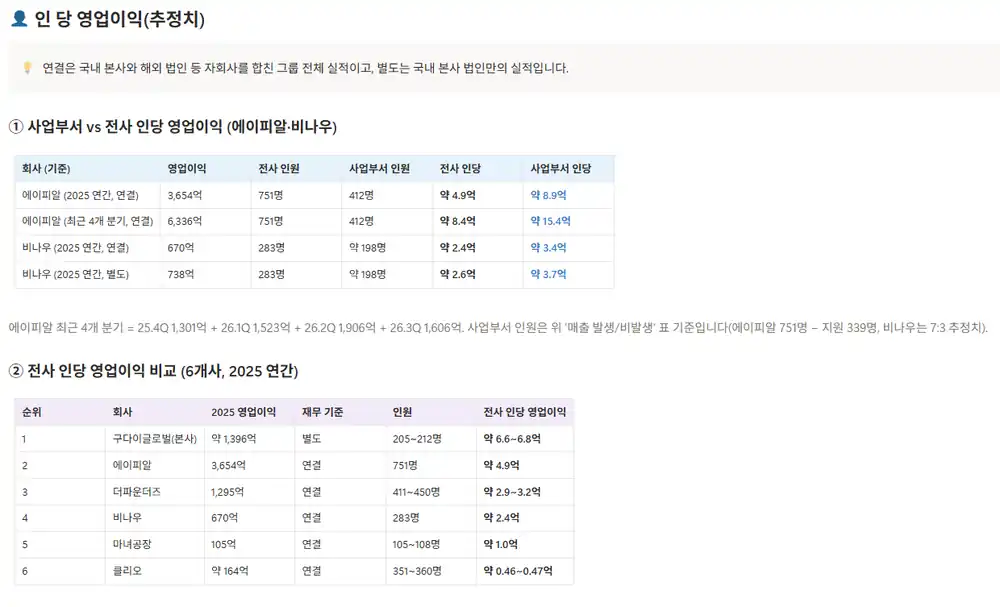 인 당 영업이익(추정치)
연결은 국내 본사와 해외 법인 등 자회사를 합친 그룹 전체 실적이고, 별도는 국내 본사 법인만의 실적입니다.
① 사업부서 vs 전사 인당 영업이익 (에이피알·비나우)
회사 (기준) 영업이익 전사 인원 사업부서 인원 전사 인당 사업부서 인당
에이피알 (2025 연간, 연결) 3,654억 751명 412명 약 4.9억 약 8.9억
에이피알 (최근 4개 분기, 연결) 6,336억 751명 412명 약 8.4억 약 15.4억
비나우 (2025 연간, 연결) 670억 283명 약 198명 약 2.4억 약 3.4억
비나우 (2025 연간, 별도) 738억 283명 약 198명 약 2.6억 약 3.7억
에이피알 최근 4개 분기 = 25.4Q 1,301억 + 26.1Q 1,523억 + 26.2Q 1,906억 + 26.3Q 1,606억. 사업부서 인원은 위 '매출 발생/비발생' 표 기준입니다(에이피알 751명 − 지원 339명, 비나우는 7:3 추정치).
② 전사 인당 영업이익 비교 (6개사, 2025 연간)
순위 회사 2025 영업이익 재무 기준 인원 전사 인당 영업이익
1 구다이글로벌(본사) 약 1,396억 별도 205~212명 약 6.6~6.8억
2 에이피알 3,654억 연결 751명 약 4.9억
3 더파운더즈 1,295억 연결 411~450명 약 2.9~3.2억
4 비나우 670억 연결 283명 약 2.4억
5 마녀공장 105억 연결 105~108명 약 1.0억
6 클리오 약 164억 연결 351~360명 약 0.46~0.47억